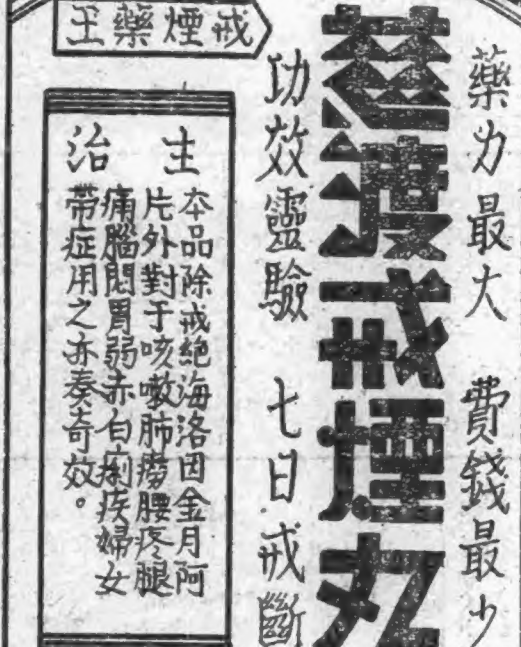 藥力最大 費錢最少
慈渡戒煙丸
功效靈驗 七日戒斷
戒煙藥王
主治
本品除戒絕海洛因金月阿
片外對于咳嗽肺癆腰疼腿
痛腦悶胃弱赤白痢疾婦女
帶症用之亦奏奇效。